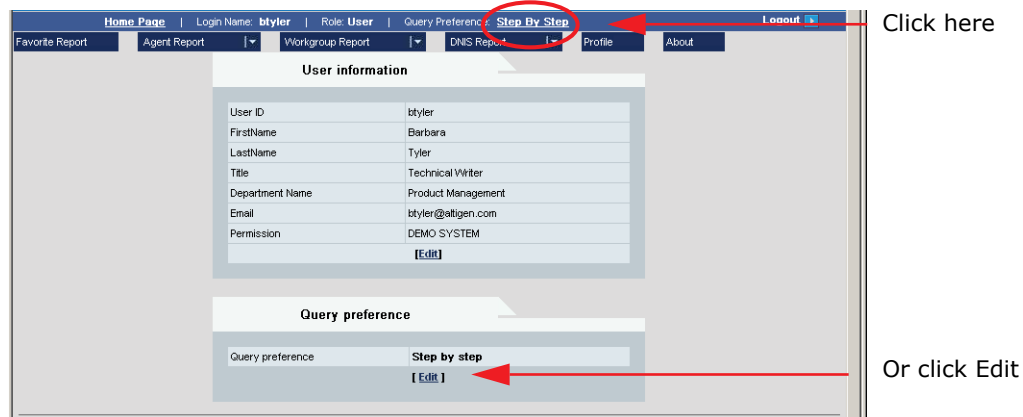 Home Page | Login Name: btyler | Role: User | Query Preference: Step By Step Logout
Click here
Favorite Report Agent Report Workgroup Report DNIS Report Profile About
User information
User ID btyler
FirstName Barbara
LastName Tyler
Title Technical Writer
Department Name Product Management
Email btyler@altigen.com
Permission DEMO SYSTEM
[Edit]
Query preference
Query preference Step by step
[ Edit ]
Or click Edit